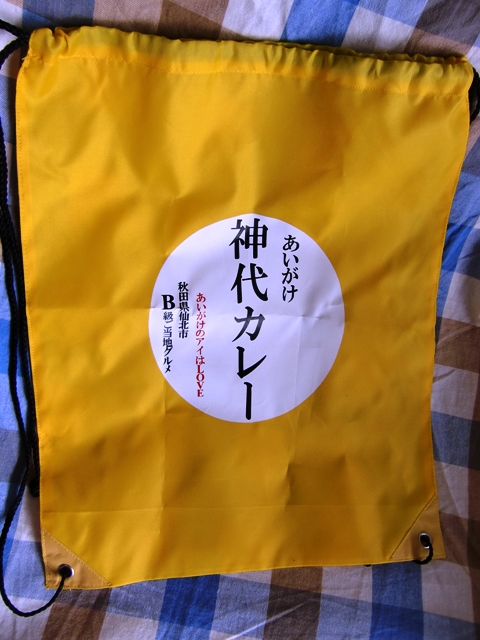 あいがけ
神代カレー
あいがけのアイはLOVE
秋田県仙北市
B級ご当地グルメ